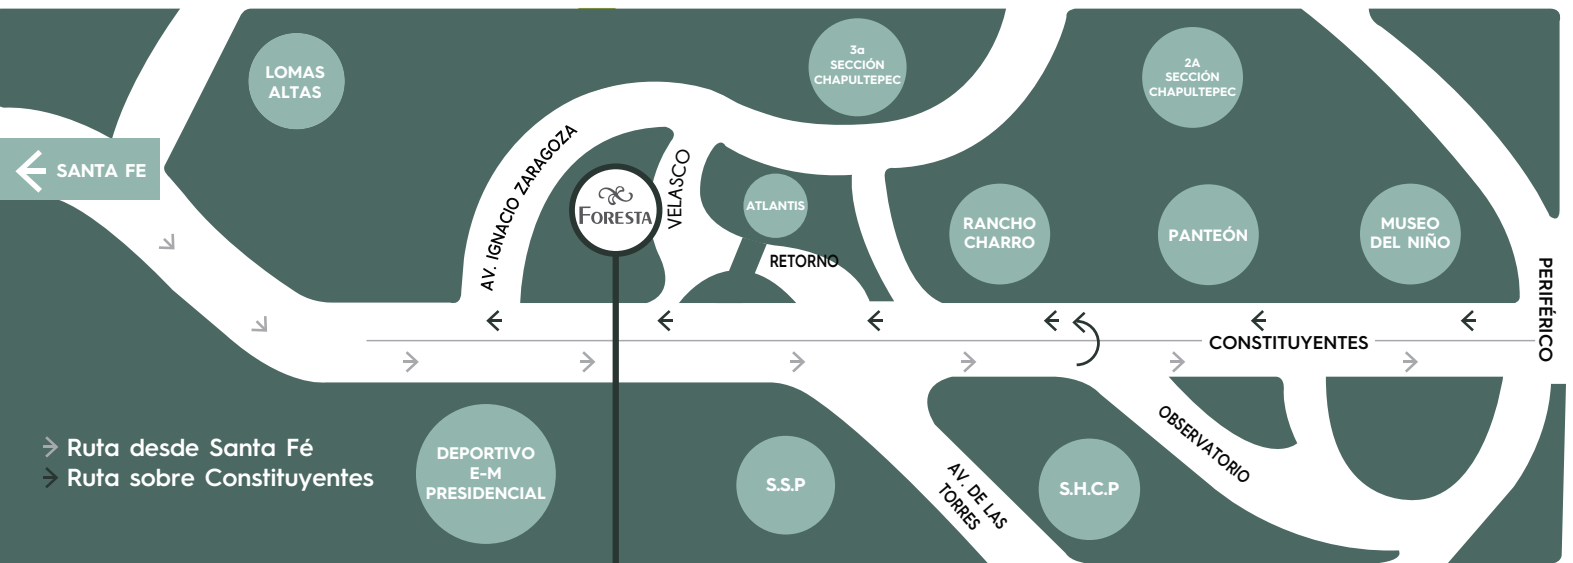 LOMAS
ALTAS
3a
SECCIÓN
CHAPULTEPEC
2A
SECCIÓN
CHAPULTEPEC
SANTA FE
AV. IGNACIO ZARAGOZA
FORESTA
VELASCO
ATLANTIS
RETORNO
RANCHO
CHARRO
PANTEÓN
MUSEO
DEL NIÑO
PERIFÉRICO
CONSTITUYENTES
Ruta desde Santa Fé
Ruta sobre Constituyentes
DEPORTIVO
E-M
PRESIDENCIAL
S.S.P
AV. DE LAS
TORRES
S.H.C.P
OBSERVATORIO